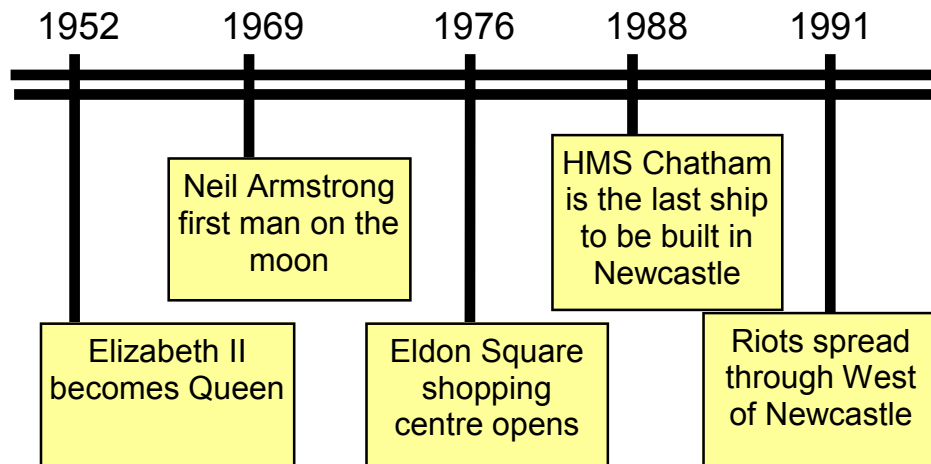 1952 1969 1976 1988 1991
Neil Armstrong
first man on the
moon
HMS Chatham
is the last ship
to be built in
Newcastle
Elizabeth II
becomes Queen
Eldon Square
shopping
centre opens
Riots spread
through West
of Newcastle